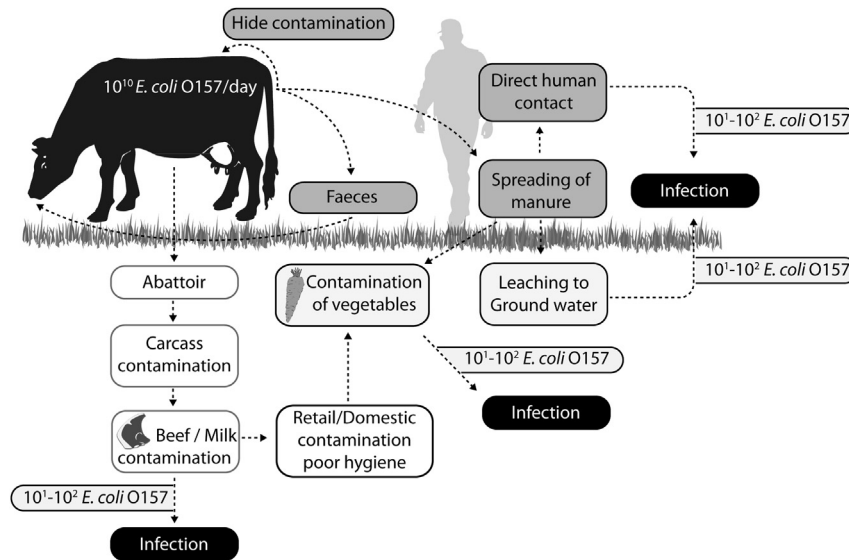 Hide contamination
10¹⁰ E. coli O157/day
Direct human
contact
10¹-10² E. coli O157
Faeces
Spreading of
manure
Infection
Abattoir
Contamination
of vegetables
Leaching to
Ground water
10¹-10² E. coli O157
Carcass
contamination
10¹-10² E. coli O157
Beef / Milk
contamination
Retail/Domestic
contamination
poor hygiene
Infection
10¹-10² E. coli O157
Infection